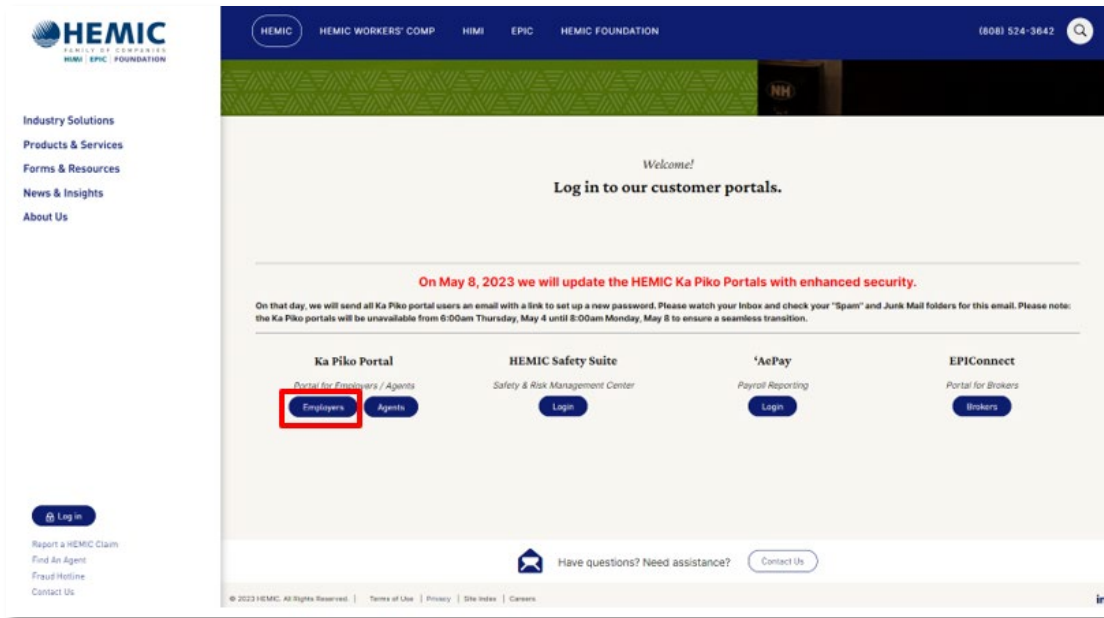 HEMIC
FAMILY OF COMPANIES
HIMI | EPIC | FOUNDATION
Industry Solutions
Products & Services
Forms & Resources
News & Insights
About Us
Log in
Report a HEMIC Claim
Find An Agent
Fraud Hotline
Contact Us
HEMIC HEMIC WORKERS' COMP HIMI EPIC HEMIC FOUNDATION (808) 524-3642
NH
Welcome!
Log in to our customer portals.
On May 8, 2023 we will update the HEMIC Ka Piko Portals with enhanced security.
On that day, we will send all Ka Piko portal users an email with a link to set up a new password. Please watch your Inbox and check your "Spam" and Junk Mail folders for this email. Please note:
the Ka Piko portals will be unavailable from 6:00am Thursday, May 4 until 8:00am Monday, May 8 to ensure a seamless transition.
Ka Piko Portal
Portal for Employers / Agents
Employers Agents
HEMIC Safety Suite
Safety & Risk Management Center
Login
‘AePay
Payroll Reporting
Login
EPIConnect
Portal for Brokers
Brokers
Have questions? Need assistance? Contact Us
© 2023 HEMIC. All Rights Reserved. | Terms of Use | Privacy | Site Index | Careers
in